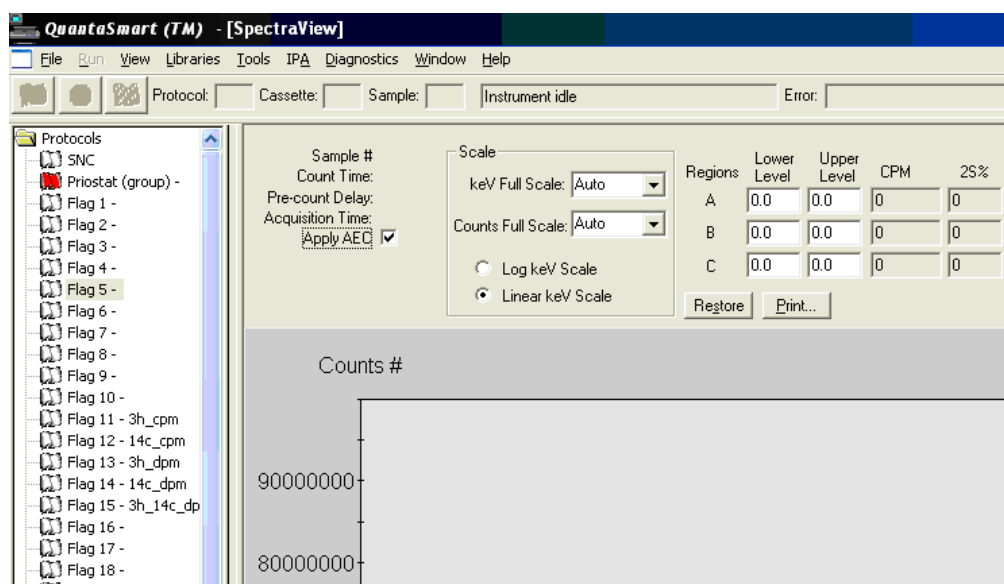 QuantaSmart (TM) - [SpectraView]
File Run View Libraries Tools IPA Diagnostics Window Help
Protocol: Cassette: Sample: Instrument idle Error:
Protocols
SNC
Priostat (group) -
Flag 1 -
Flag 2 -
Flag 3 -
Flag 4 -
Flag 5 -
Flag 6 -
Flag 7 -
Flag 8 -
Flag 9 -
Flag 10 -
Flag 11 - 3h_cpm
Flag 12 - 14c_cpm
Flag 13 - 3h_dpm
Flag 14 - 14c_dpm
Flag 15 - 3h_14c_dp
Flag 16 -
Flag 17 -
Flag 18 -
Sample #
Count Time:
Pre-count Delay:
Acquisition Time:
Apply AEC
Scale
keV Full Scale: Auto
Counts Full Scale: Auto
Log keV Scale
Linear keV Scale
Regions Lower Level Upper Level CPM 2S%
A 0.0 0.0 0 0
B 0.0 0.0 0 0
C 0.0 0.0 0 0
Restore Print...
Counts #
90000000
80000000